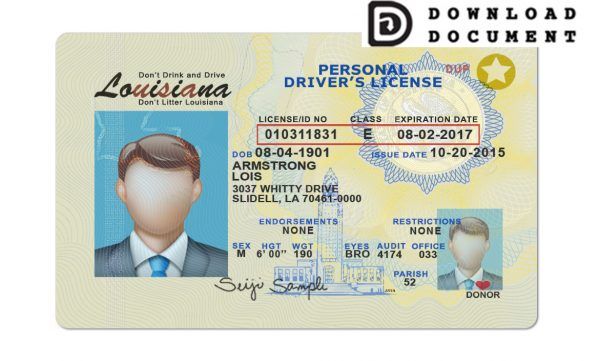 DOWNLOAD
DOCUMENT
Don't Drink and Drive
Louisiana
Don't Litter Louisiana
PERSONAL DUP
DRIVER'S LICENSE
LICENSE/ID NO CLASS EXPIRATION DATE
010311831 E 08-02-2017
DOB 08-04-1901 ISSUE DATE 10-20-2015
ARMSTRONG
LOIS
3037 WHITTY DRIVE
SLIDELL, LA 70461-0000
ENDORSEMENTS RESTRICTIONS
NONE NONE
SEX HGT WGT EYES AUDIT OFFICE
M 6' 00" 190 BRO 4174 033
PARISH
52
Seiji Sampli
DONOR